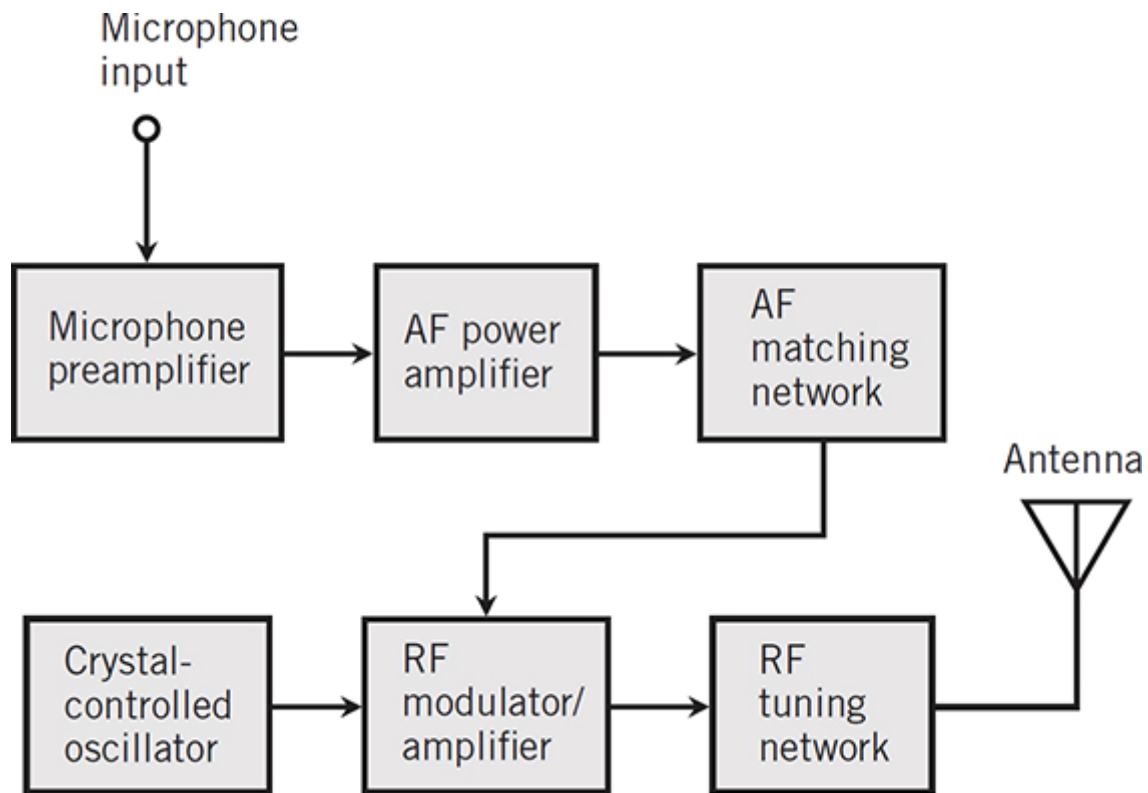 Microphone
input
Microphone
preamplifier
AF power
amplifier
AF
matching
network
Antenna
Crystal-
controlled
oscillator
RF
modulator/
amplifier
RF
tuning
network